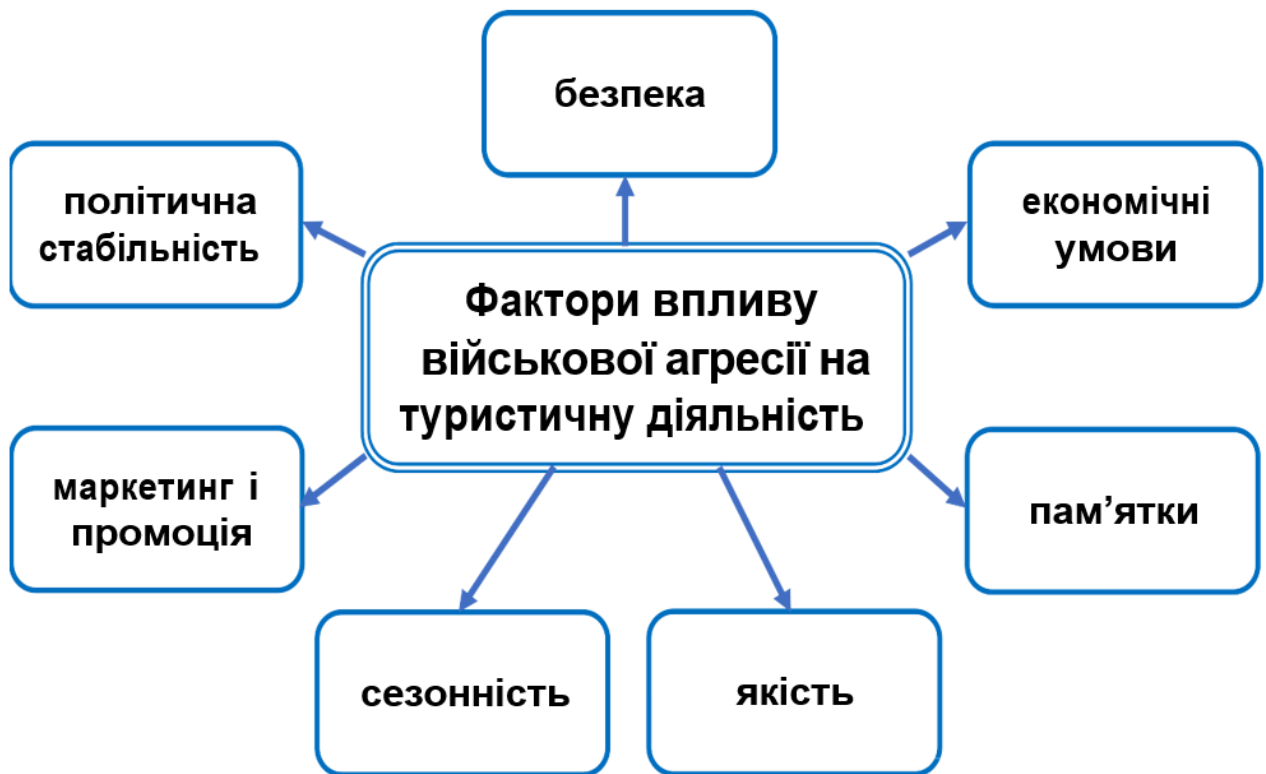 безпека
політична
стабільність
економічні
умови
Фактори впливу
військової агресії на
туристичну діяльність
маркетинг і
промоція
пам’ятки
сезонність
якість